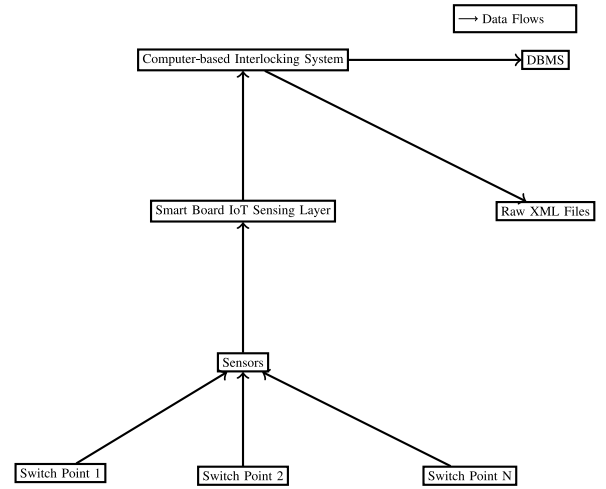 ⟶ Data Flows
Computer-based Interlocking System
DBMS
Smart Board IoT Sensing Layer
Raw XML Files
Sensors
Switch Point 1
Switch Point 2
Switch Point N